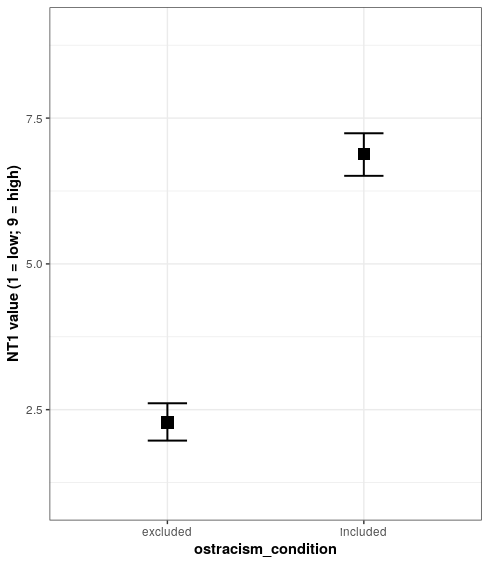 NT1 value (1 = low; 9 = high)
7.5
5.0
2.5
excluded included
ostracism_condition